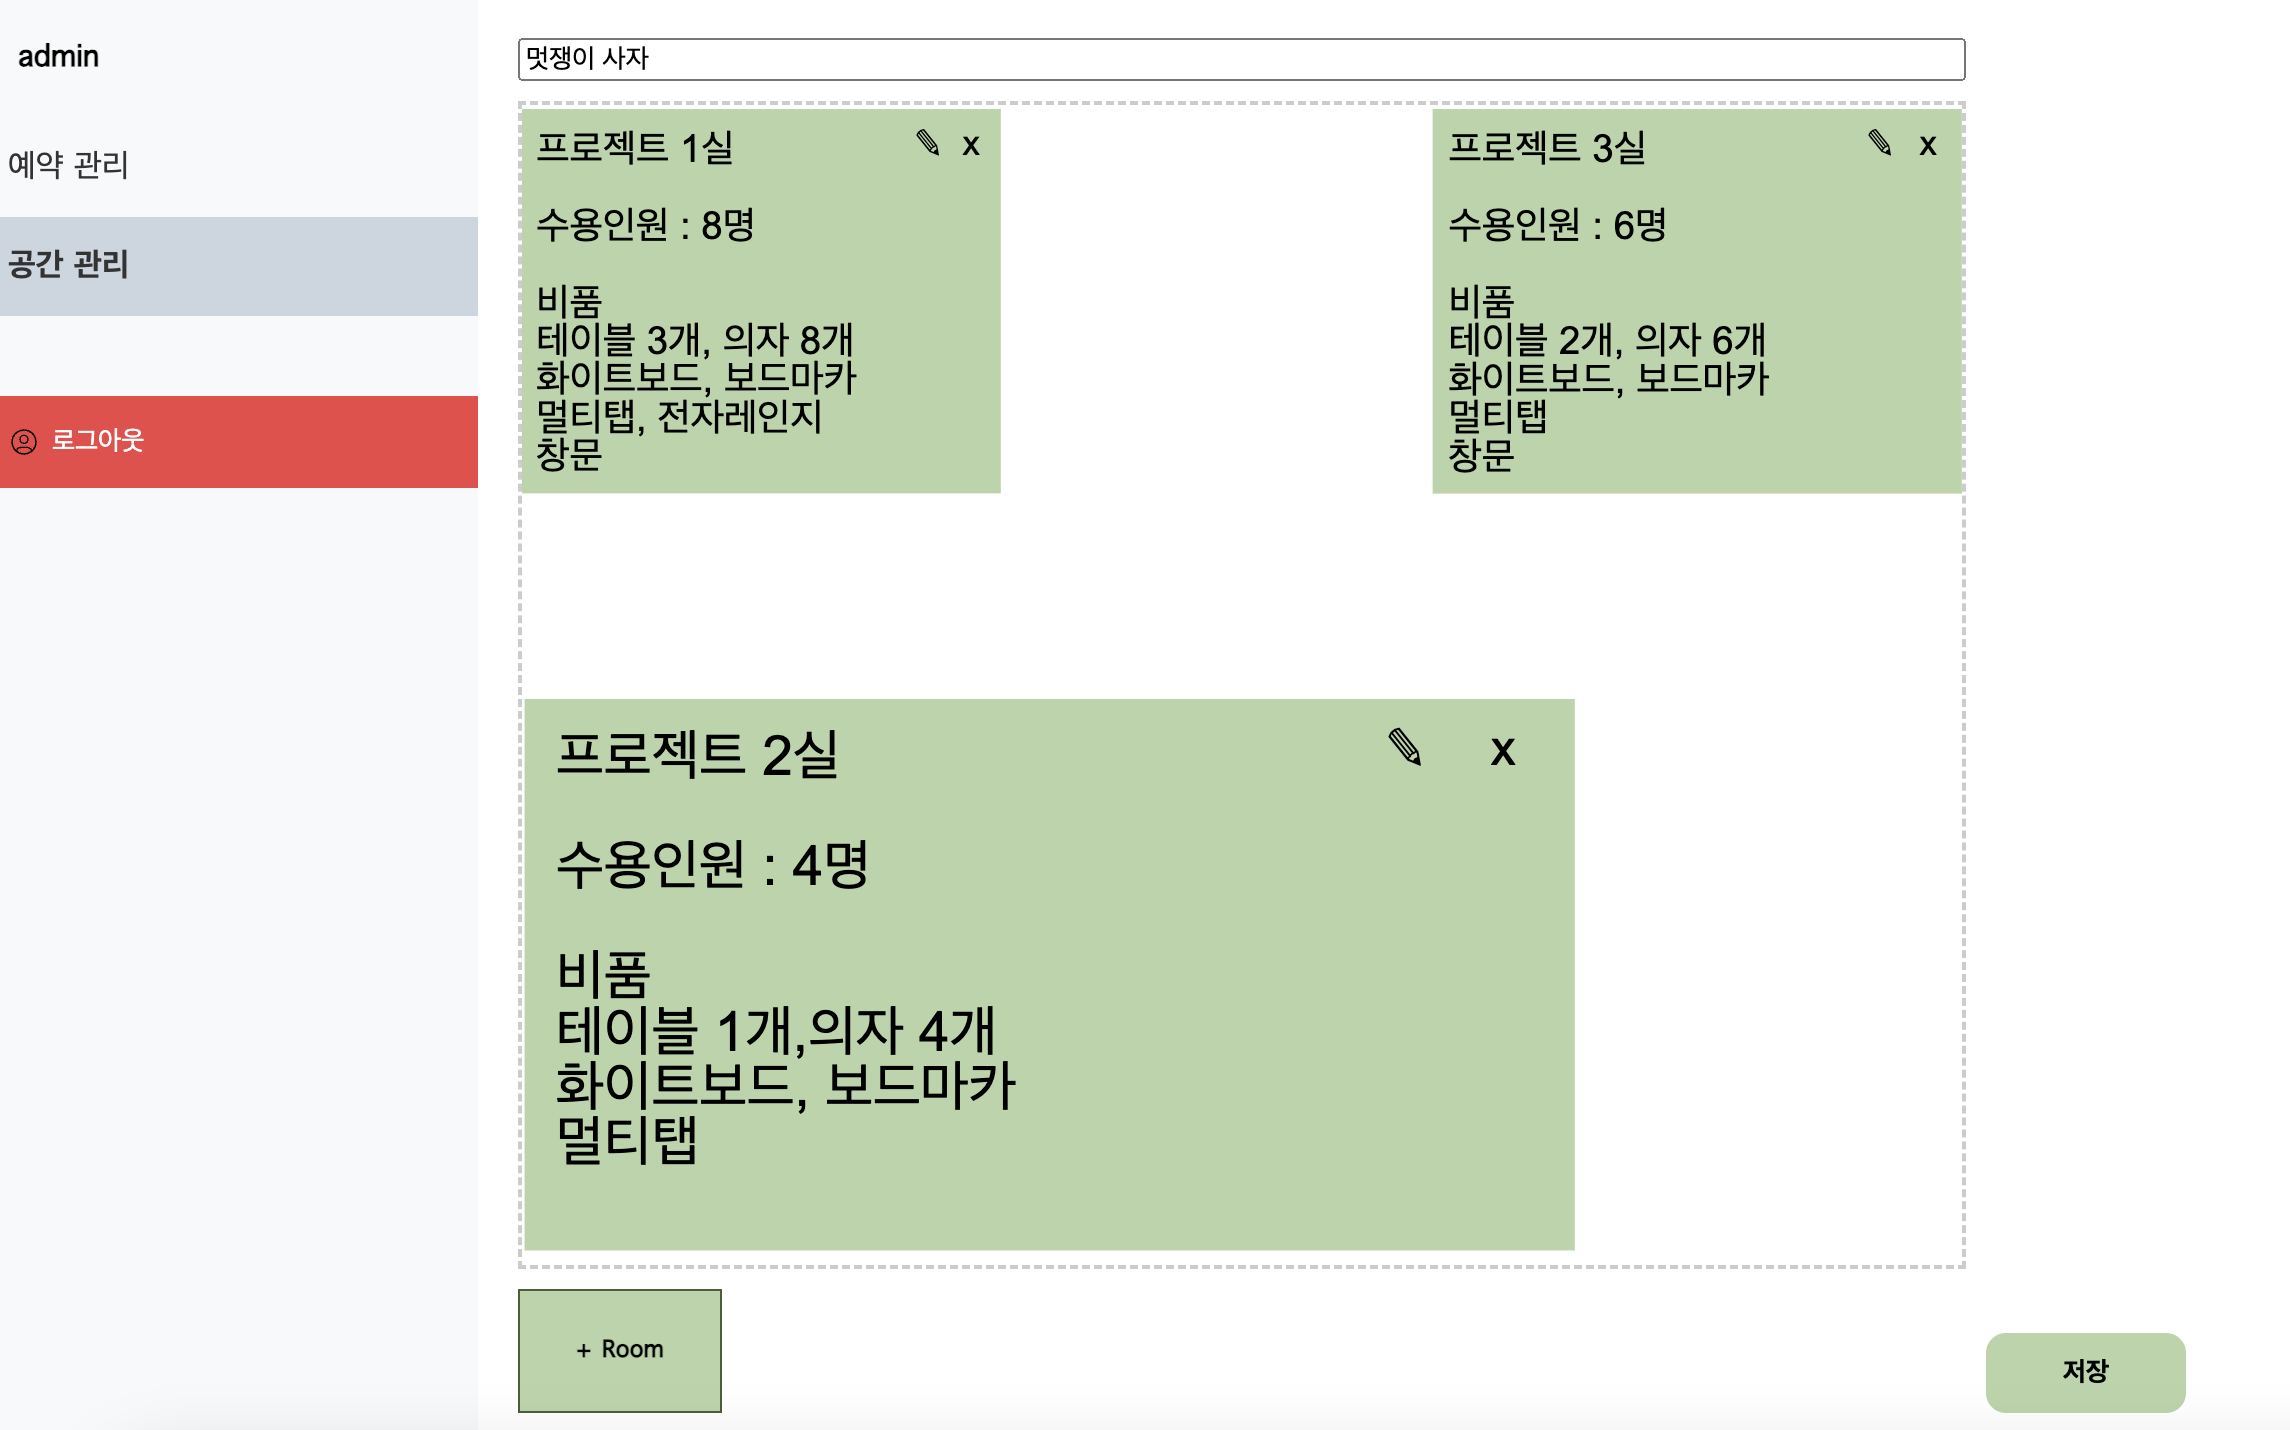 admin
예약 관리
공간 관리
로그아웃
멋쟁이 사자
프로젝트 1실
x
수용인원 : 8명
비품
테이블 3개, 의자 8개
화이트보드, 보드마카
멀티탭, 전자레인지
창문
프로젝트 3실
x
수용인원 : 6명
비품
테이블 2개, 의자 6개
화이트보드, 보드마카
멀티탭
창문
프로젝트 2실
x
수용인원 : 4명
비품
테이블 1개,의자 4개
화이트보드, 보드마카
멀티탭
+ Room
저장